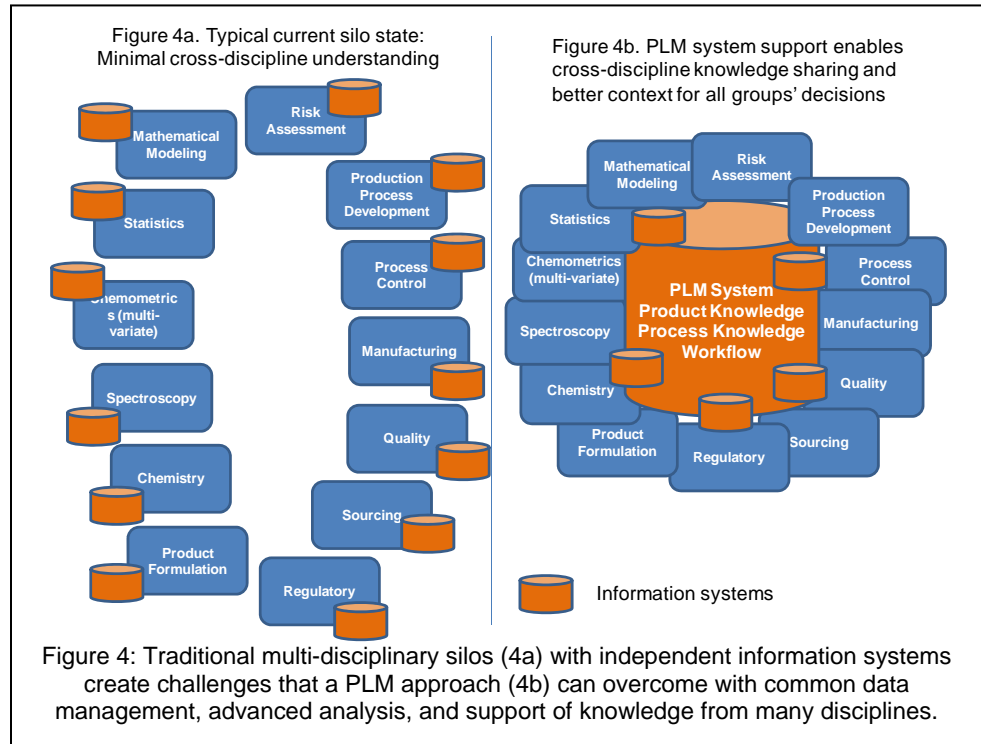 Figure 4a. Typical current silo state:
Minimal cross-discipline understanding
Risk
Assessment
Mathematical
Modeling
Production
Process
Development
Statistics
Process
Control
Chemometric
s (multi-
variate)
Manufacturing
Spectroscopy
Quality
Chemistry
Sourcing
Product
Formulation
Regulatory
Figure 4b. PLM system support enables
cross-discipline knowledge sharing and
better context for all groups' decisions
Mathematical
Modeling
Risk
Assessment
Production
Process
Development
Statistics
Chemometrics
(multi-variate)
Process
Control
PLM System
Product Knowledge
Process Knowledge
Workflow
Spectroscopy
Manufacturing
Chemistry
Quality
Product
Formulation
Regulatory
Sourcing
Information systems
Figure 4: Traditional multi-disciplinary silos (4a) with independent information systems
create challenges that a PLM approach (4b) can overcome with common data
management, advanced analysis, and support of knowledge from many disciplines.